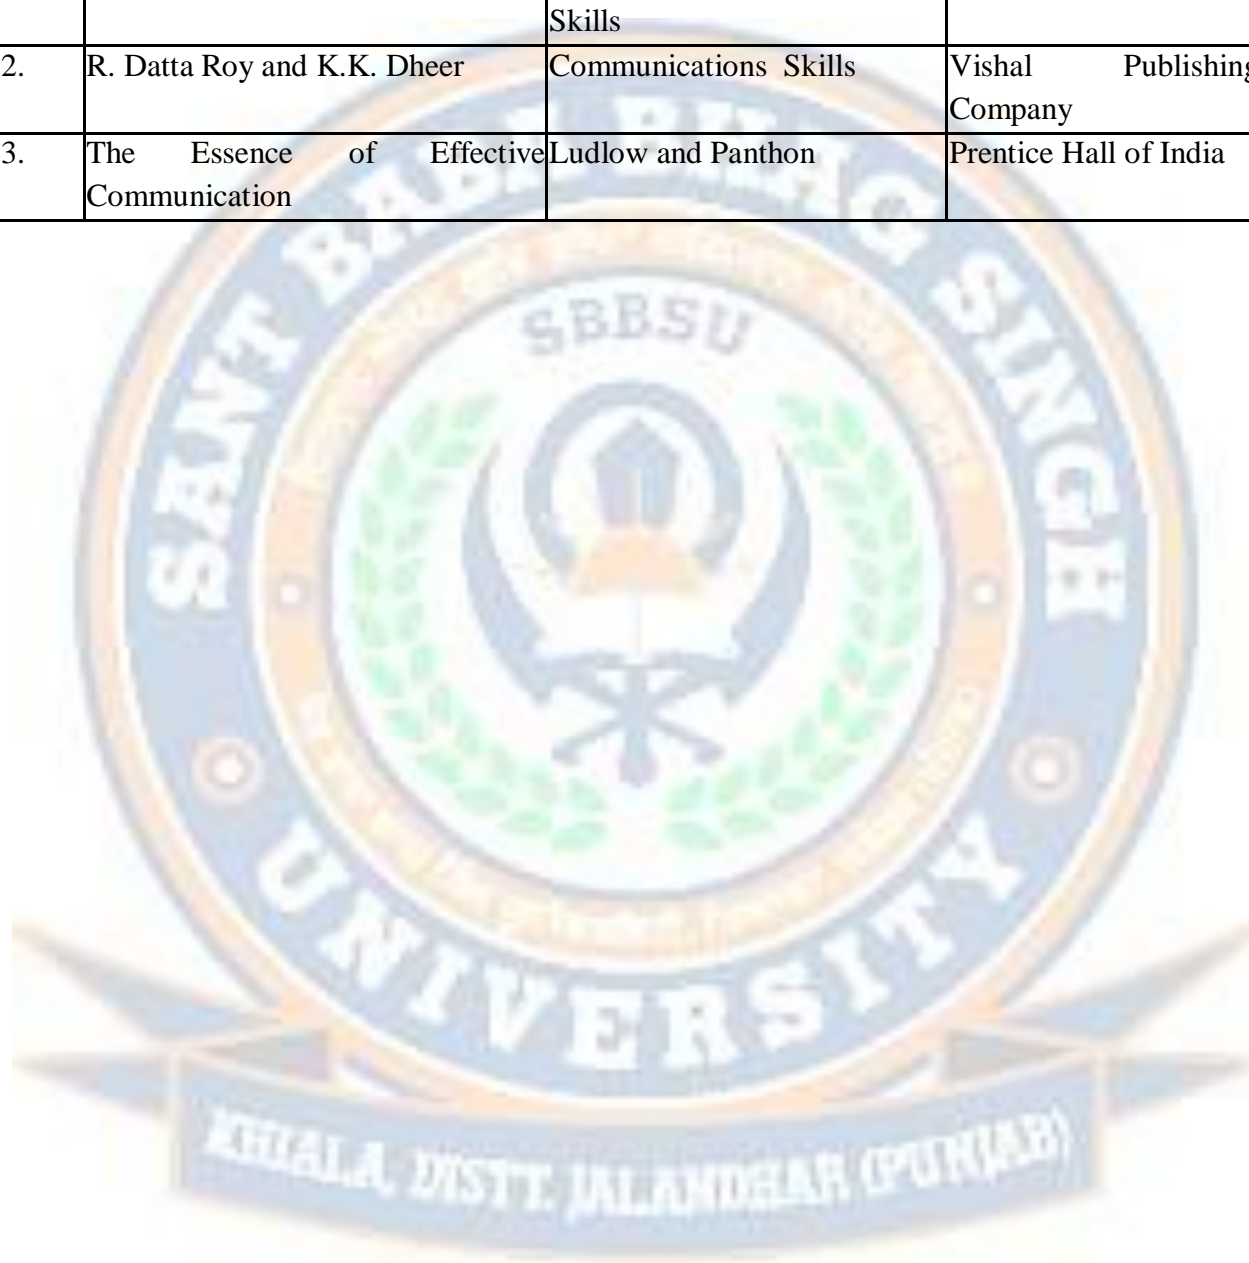 Skills
2. R. Datta Roy and K.K. Dheer Communications Skills Vishal Publishing
Company
3. The Essence of Effective Ludlow and Panthon Prentice Hall of India
Communication
SANT BABA BHAG SINGH
SBBSU
UNIVERSITY
KHIALA, DISTT. JALANDHAR (PUNJAB)